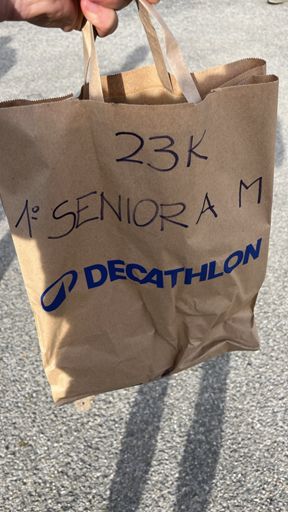 23K
1º SENIOR A M
DECATHLON